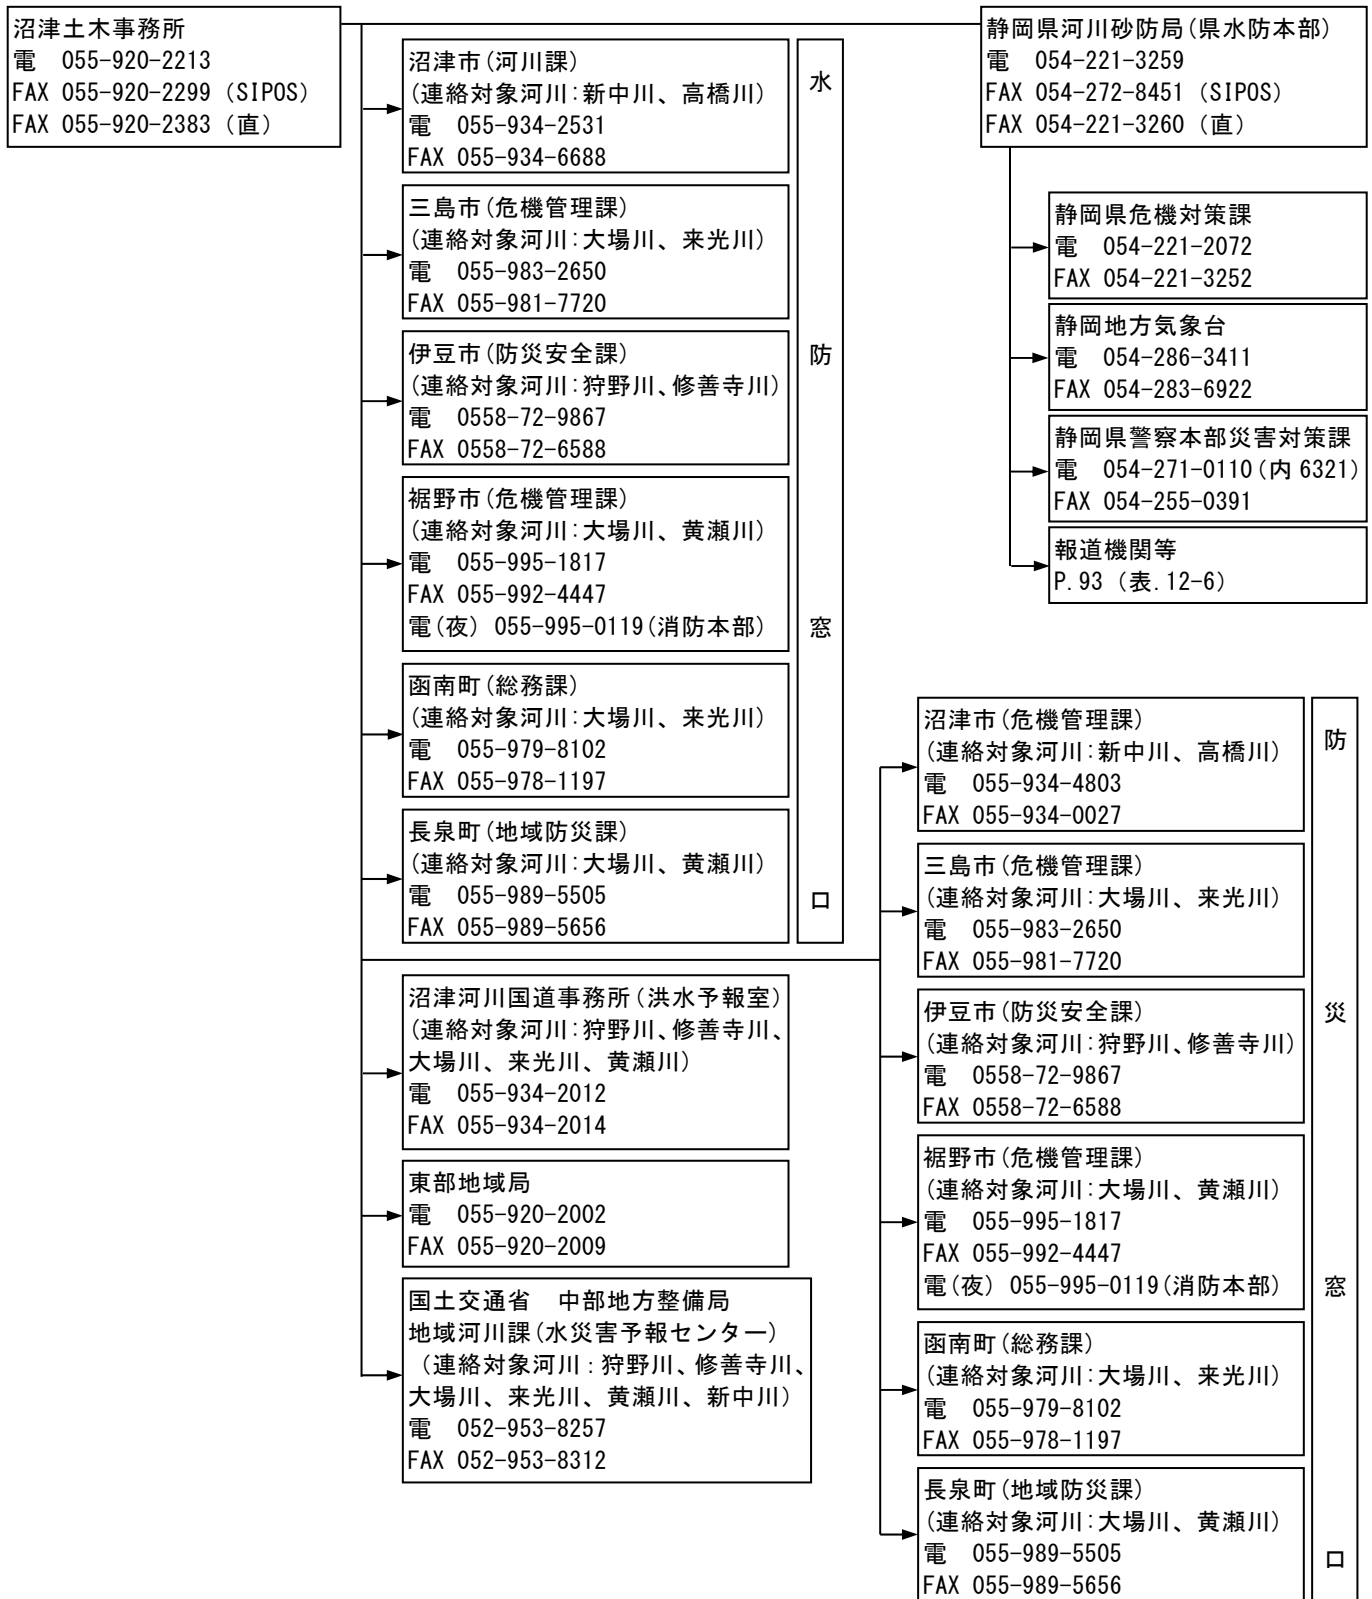 沼津土木事務所
電　055-920-2213
FAX 055-920-2299 (SIPOS)
FAX 055-920-2383 (直)
静岡県河川砂防局(県水防本部)
電　054-221-3259
FAX 054-272-8451 (SIPOS)
FAX 054-221-3260 (直)
沼津市(河川課)
(連絡対象河川:新中川、高橋川)
電　055-934-2531
FAX 055-934-6688
三島市(危機管理課)
(連絡対象河川:大場川、来光川)
電　055-983-2650
FAX 055-981-7720
伊豆市(防災安全課)
(連絡対象河川:狩野川、修善寺川)
電　0558-72-9867
FAX 0558-72-6588
裾野市(危機管理課)
(連絡対象河川:大場川、黄瀬川)
電　055-995-1817
FAX 055-992-4447
電(夜) 055-995-0119(消防本部)
函南町(総務課)
(連絡対象河川:大場川、来光川)
電　055-979-8102
FAX 055-978-1197
長泉町(地域防災課)
(連絡対象河川:大場川、黄瀬川)
電　055-989-5505
FAX 055-989-5656
水防窓口
静岡県危機対策課
電　054-221-2072
FAX 054-221-3252
静岡地方気象台
電　054-286-3411
FAX 054-283-6922
静岡県警察本部災害対策課
電　054-271-0110(内 6321)
FAX 054-255-0391
報道機関等
P.93 (表.12-6)
沼津河川国道事務所(洪水予報室)
(連絡対象河川:狩野川、修善寺川、
大場川、来光川、黄瀬川)
電　055-934-2012
FAX 055-934-2014
東部地域局
電　055-920-2002
FAX 055-920-2009
国土交通省　中部地方整備局
地域河川課(水災害予報センター)
(連絡対象河川:狩野川、修善寺川、
大場川、来光川、黄瀬川、新中川)
電　052-953-8257
FAX 052-953-8312
沼津市(危機管理課)
(連絡対象河川:新中川、高橋川)
電　055-934-4803
FAX 055-934-0027
三島市(危機管理課)
(連絡対象河川:大場川、来光川)
電　055-983-2650
FAX 055-981-7720
伊豆市(防災安全課)
(連絡対象河川:狩野川、修善寺川)
電　0558-72-9867
FAX 0558-72-6588
裾野市(危機管理課)
(連絡対象河川:大場川、黄瀬川)
電　055-995-1817
FAX 055-992-4447
電(夜) 055-995-0119(消防本部)
函南町(総務課)
(連絡対象河川:大場川、来光川)
電　055-979-8102
FAX 055-978-1197
長泉町(地域防災課)
(連絡対象河川:大場川、黄瀬川)
電　055-989-5505
FAX 055-989-5656
防災窓口